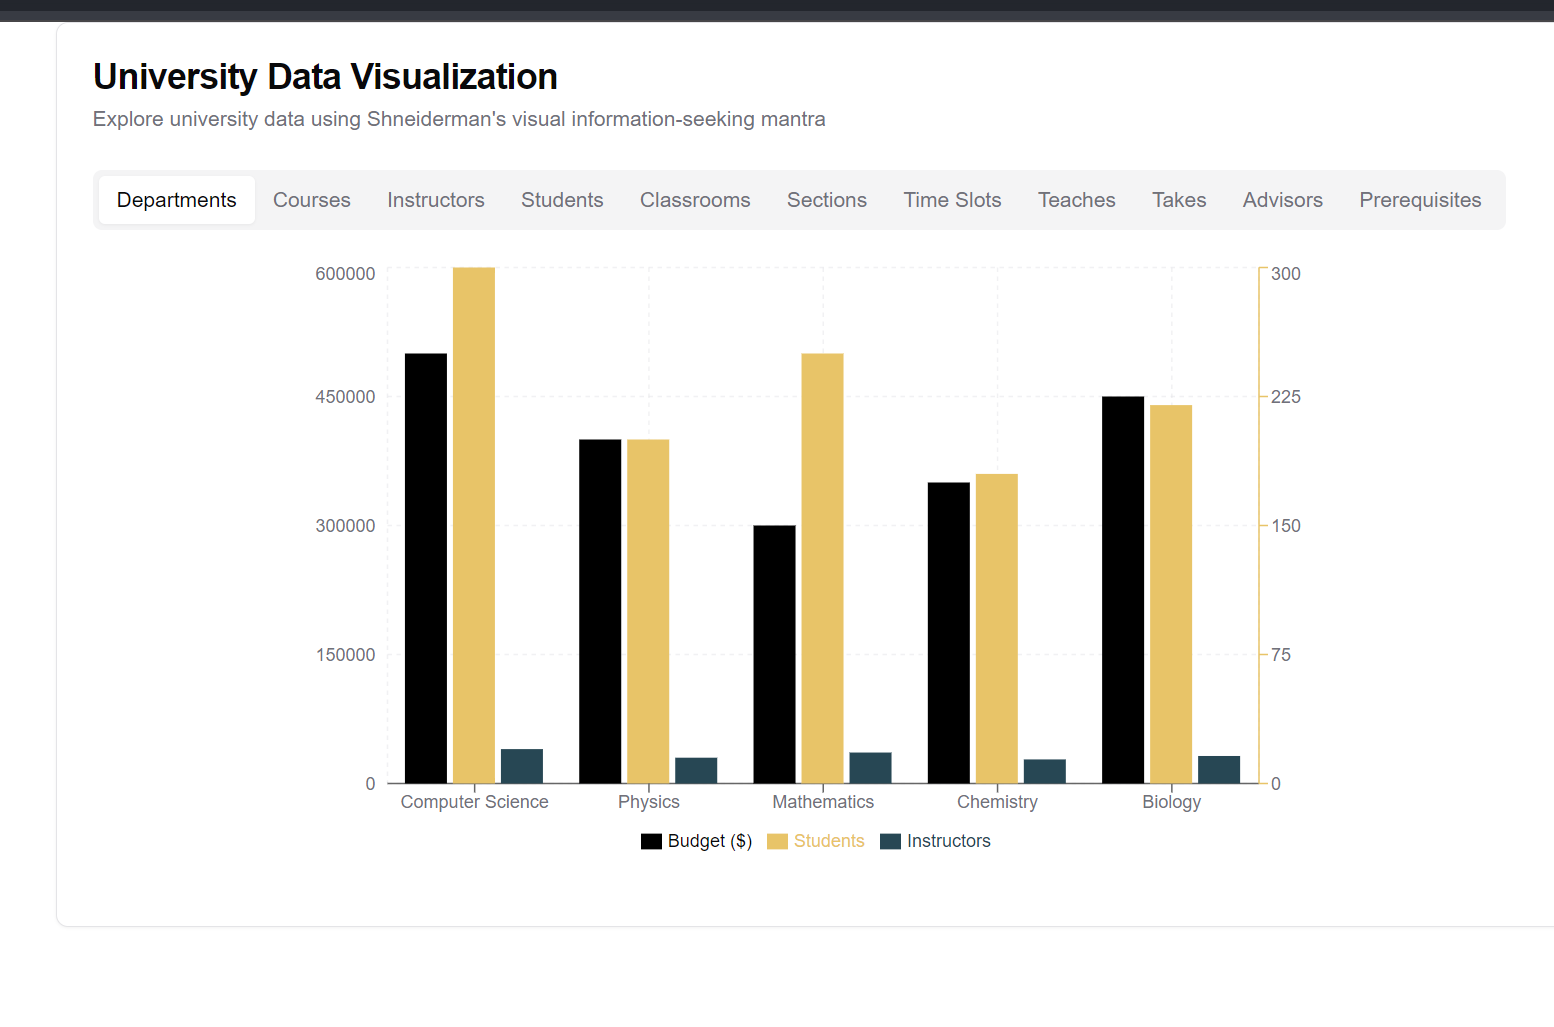 University Data Visualization
Explore university data using Shneiderman's visual information-seeking mantra
Departments Courses Instructors Students Classrooms Sections Time Slots Teaches Takes Advisors Prerequisites
600000 300
450000 225
300000 150
150000 75
0 0
Computer Science Physics Mathematics Chemistry Biology
Budget ($) Students Instructors